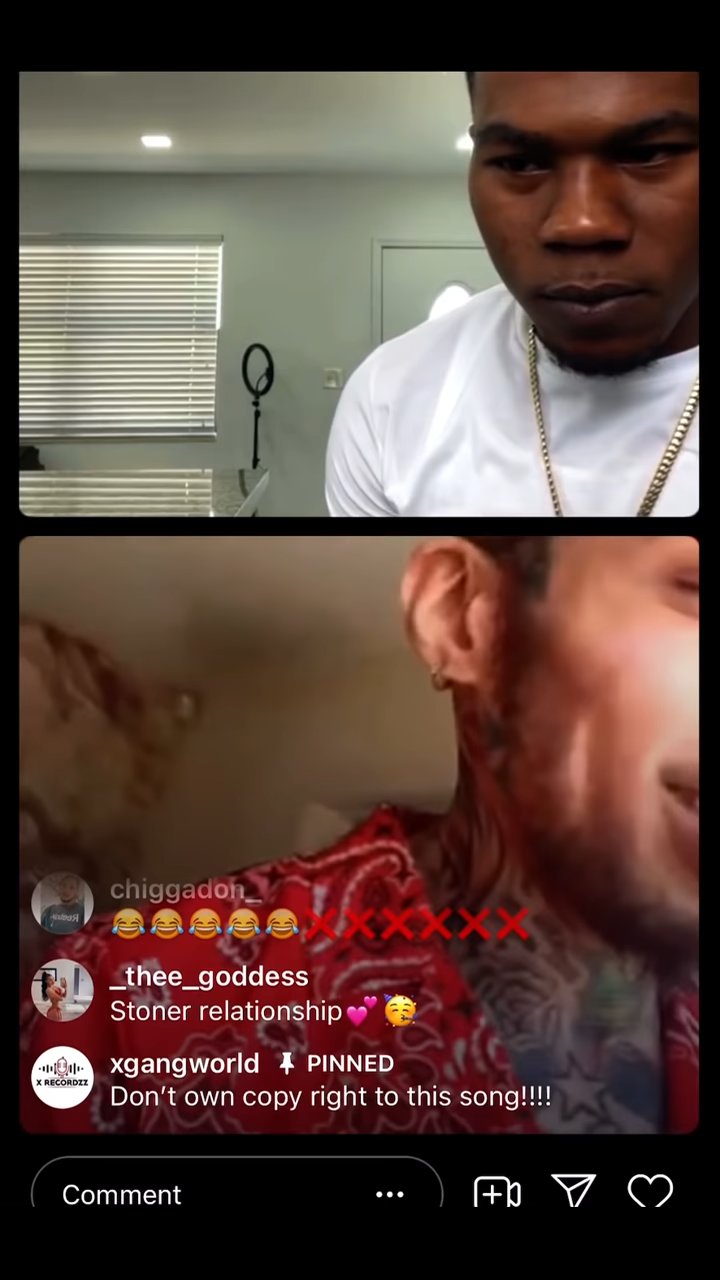 chiggadon_
😂😂😂😂😂❌❌❌❌❌❌
_thee_goddess
Stoner relationship💕🥳
X RECORDZZ
xgangworld 📌 PINNED
Don’t own copy right to this song!!!!
Comment